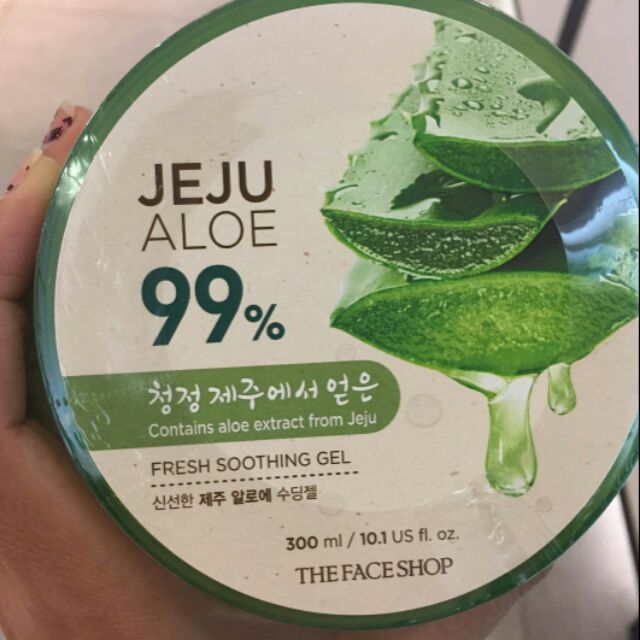 JEJU
ALOE
99%
청정 제주에서 얻은
Contains aloe extract from Jeju
FRESH SOOTHING GEL
신선한 제주 알로에 수딩젤
300 ml / 10.1 US fl. oz.
THE FACE SHOP